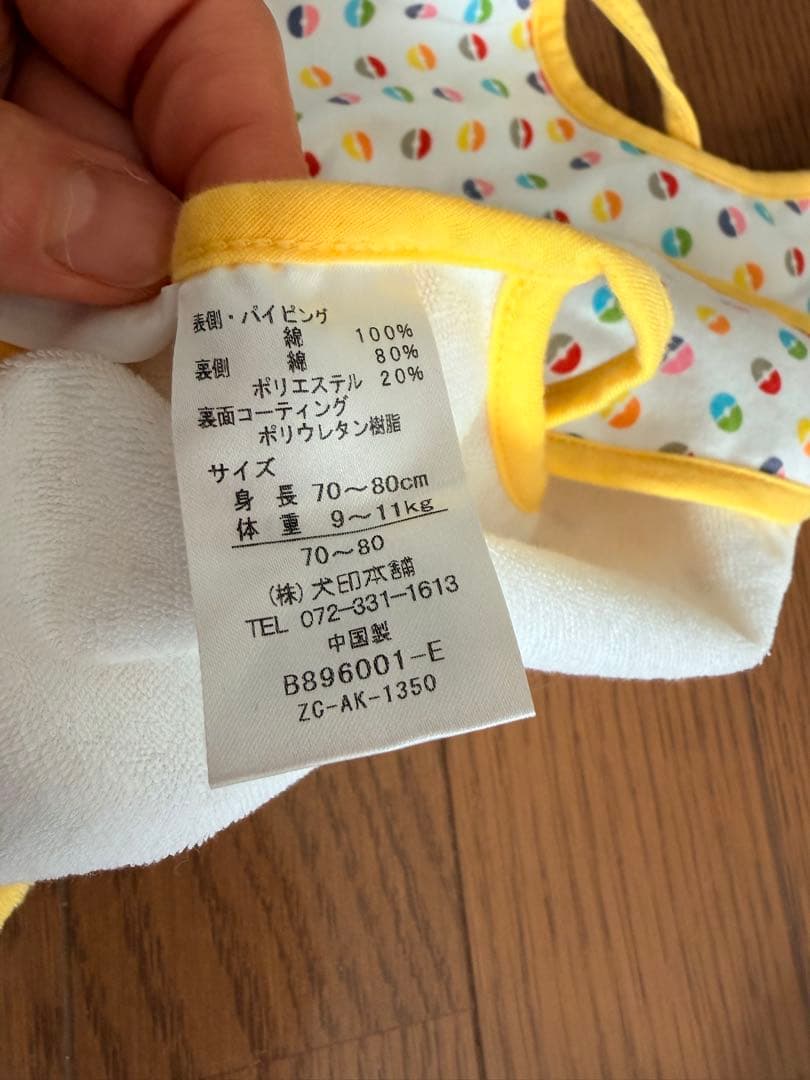 表側・パイピング
綿 100%
裏側 綿 80%
ポリエステル 20%
裏面コーティング
ポリウレタン樹脂
サイズ
身長 70～80cm
体重 9～11kg
70～80
(株)犬印本舗
TEL 072-331-1613
中国製
B896001-E
ZC-AK-1350